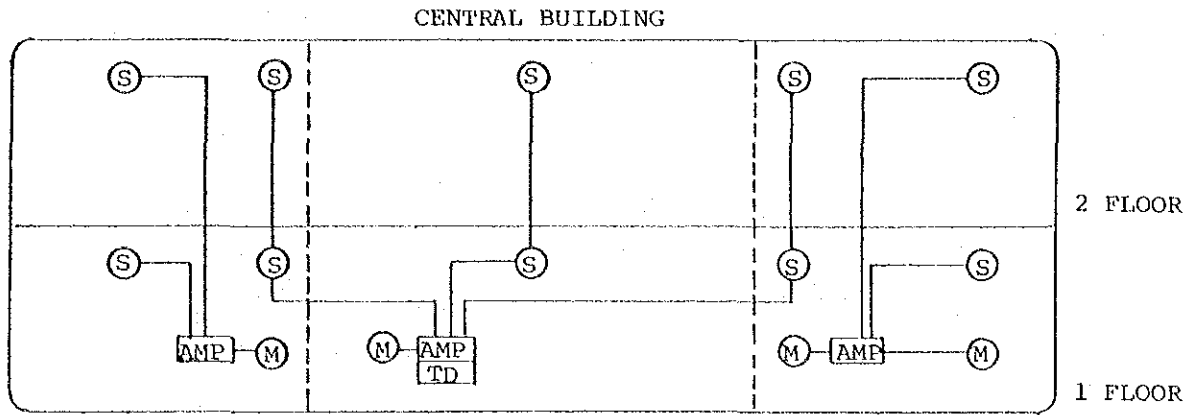 CENTRAL BUILDING
S S S S S
2 FLOOR
S S S S S
AMP M M AMP M AMP M
TD
1 FLOOR